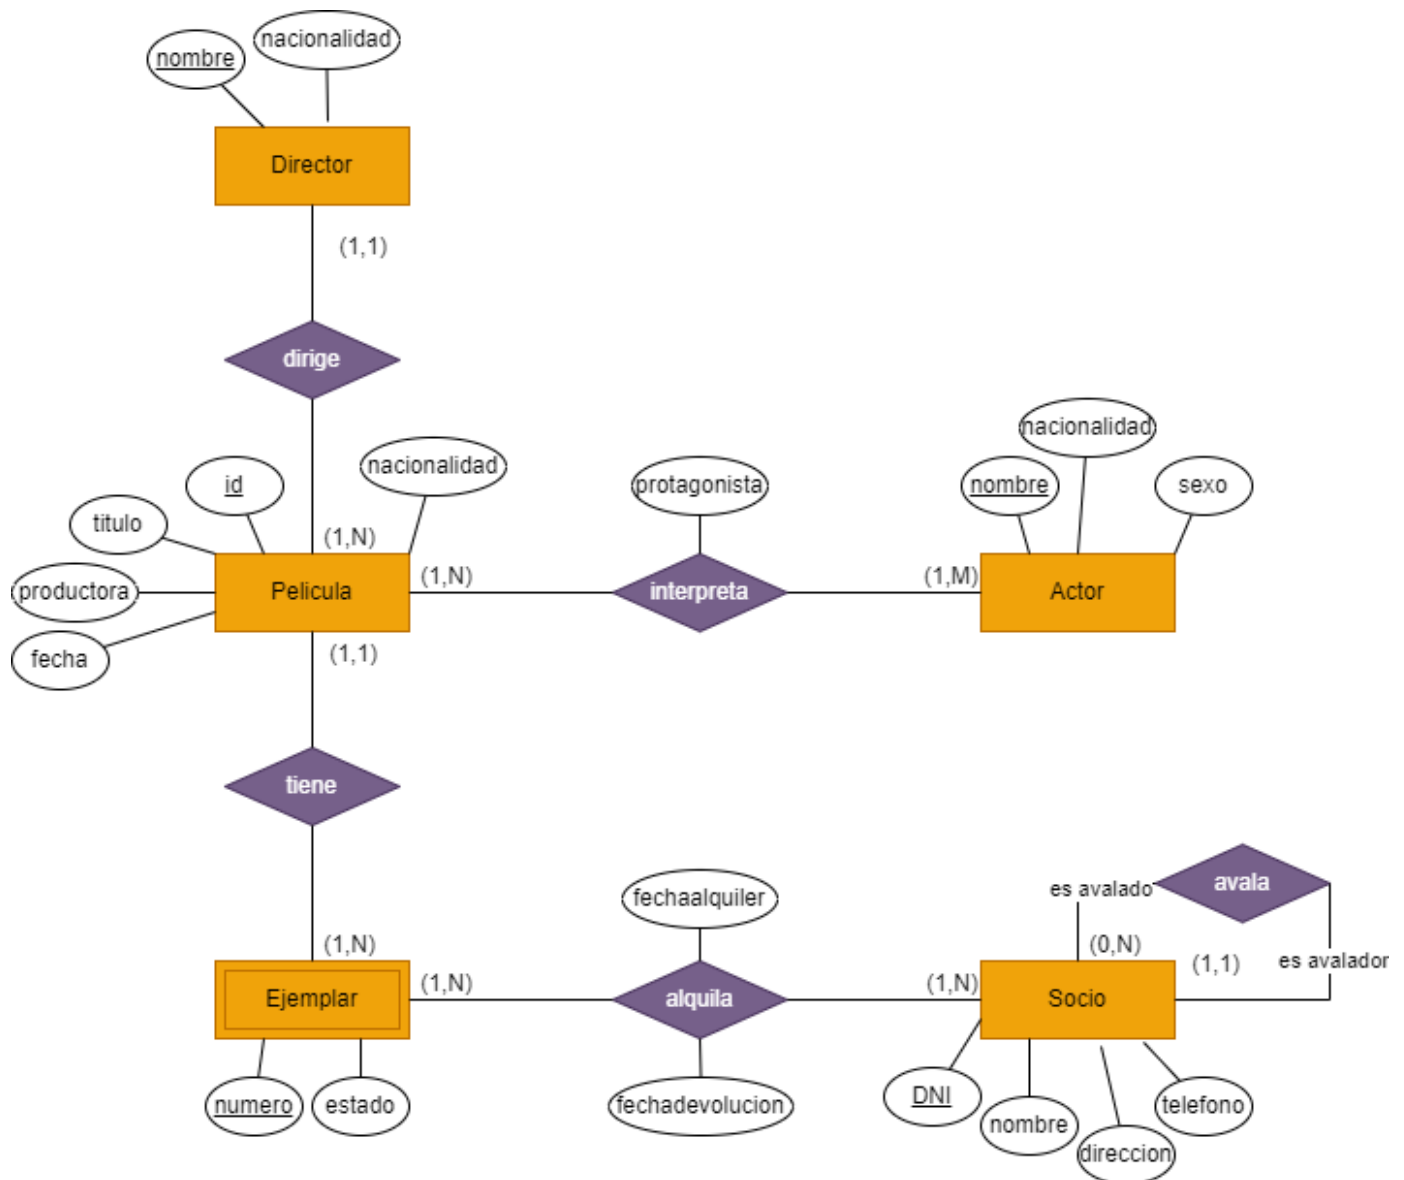 nacionalidad
nombre
Director
(1,1)
dirige
nacionalidad
nacionalidad
id
protagonista
nombre
sexo
titulo
(1,N)
(1,N)
(1,M)
productora
Pelicula
interpreta
Actor
fecha
(1,1)
tiene
avala
es avalado
fechaalquiler
(1,N)
(0,N)
(1,1)
es avalador
(1,N)
(1,N)
Ejemplar
alquila
Socio
numero
estado
fechadevolucion
DNI
nombre
telefono
direccion